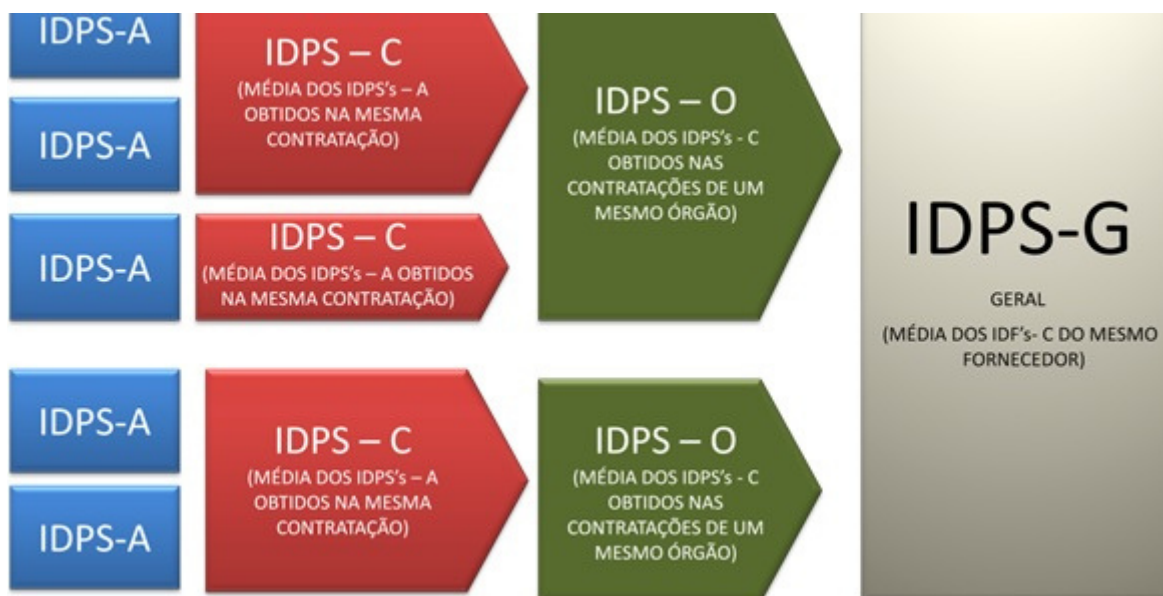 IDPS-A
IDPS-A
IDPS-A
IDPS-A
IDPS-A
IDPS – C
(MÉDIA DOS IDPS's – A
OBTIDOS NA MESMA
CONTRATAÇÃO)
IDPS – C
(MÉDIA DOS IDPS's – A OBTIDOS
NA MESMA CONTRATAÇÃO)
IDPS – C
(MÉDIA DOS IDPS's – A
OBTIDOS NA MESMA
CONTRATAÇÃO)
IDPS – O
(MÉDIA DOS IDPS's - C
OBTIDOS NAS
CONTRATAÇÕES DE UM
MESMO ÓRGÃO)
IDPS – O
(MÉDIA DOS IDPS's - C
OBTIDOS NAS
CONTRATAÇÕES DE UM
MESMO ÓRGÃO)
IDPS-G
GERAL
(MÉDIA DOS IDF's- C DO MESMO
FORNECEDOR)